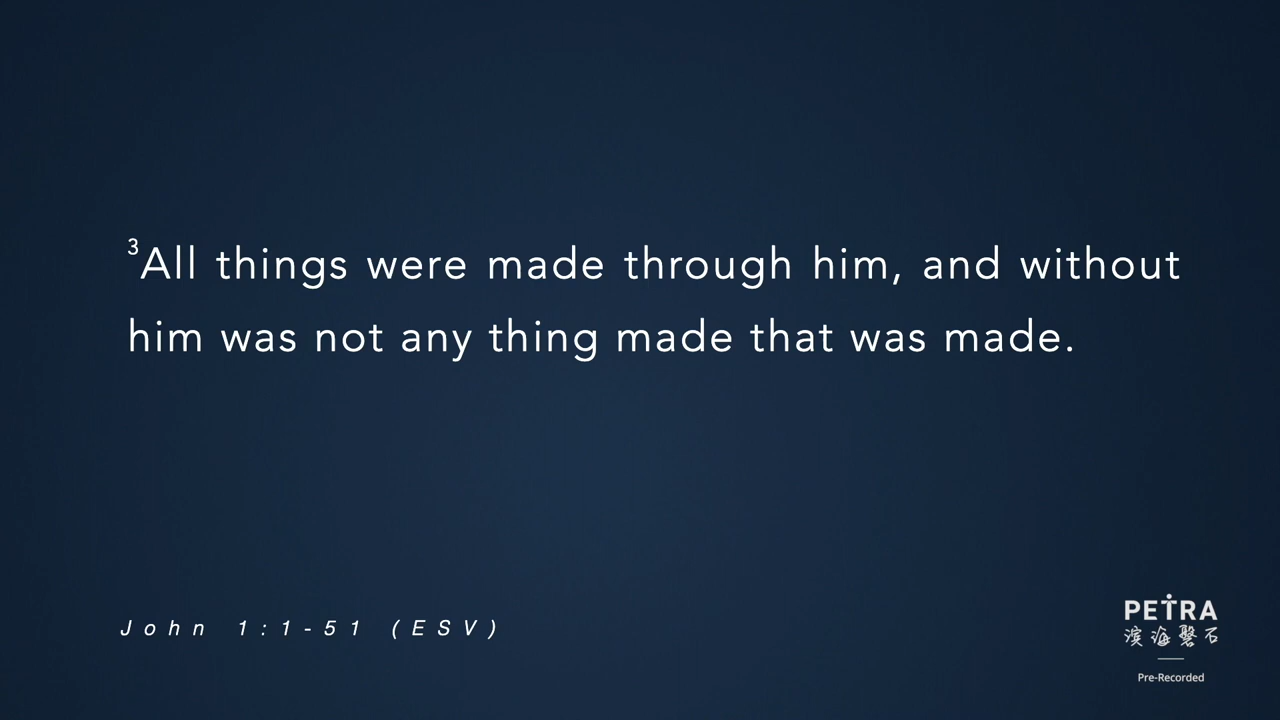 ³All things were made through him, and without
him was not any thing made that was made.
John 1:1-51 (ESV)
PETRA
滨海磐石
Pre-Recorded